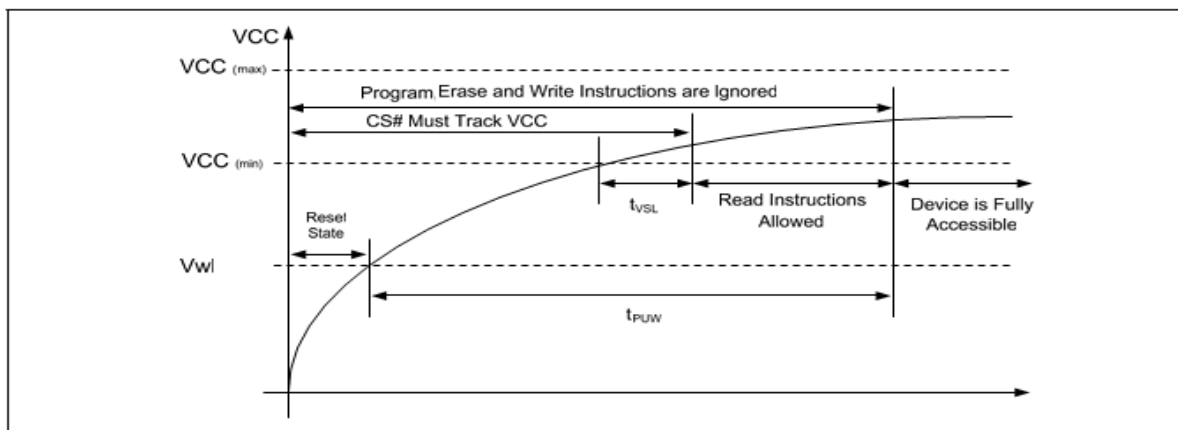 VCC
VCC (max)
Program, Erase and Write Instructions are Ignored
CS# Must Track VCC
VCC (min)
tVSL
Read Instructions
Allowed
Device is Fully
Accessible
Reset
State
Vwl
tPUW